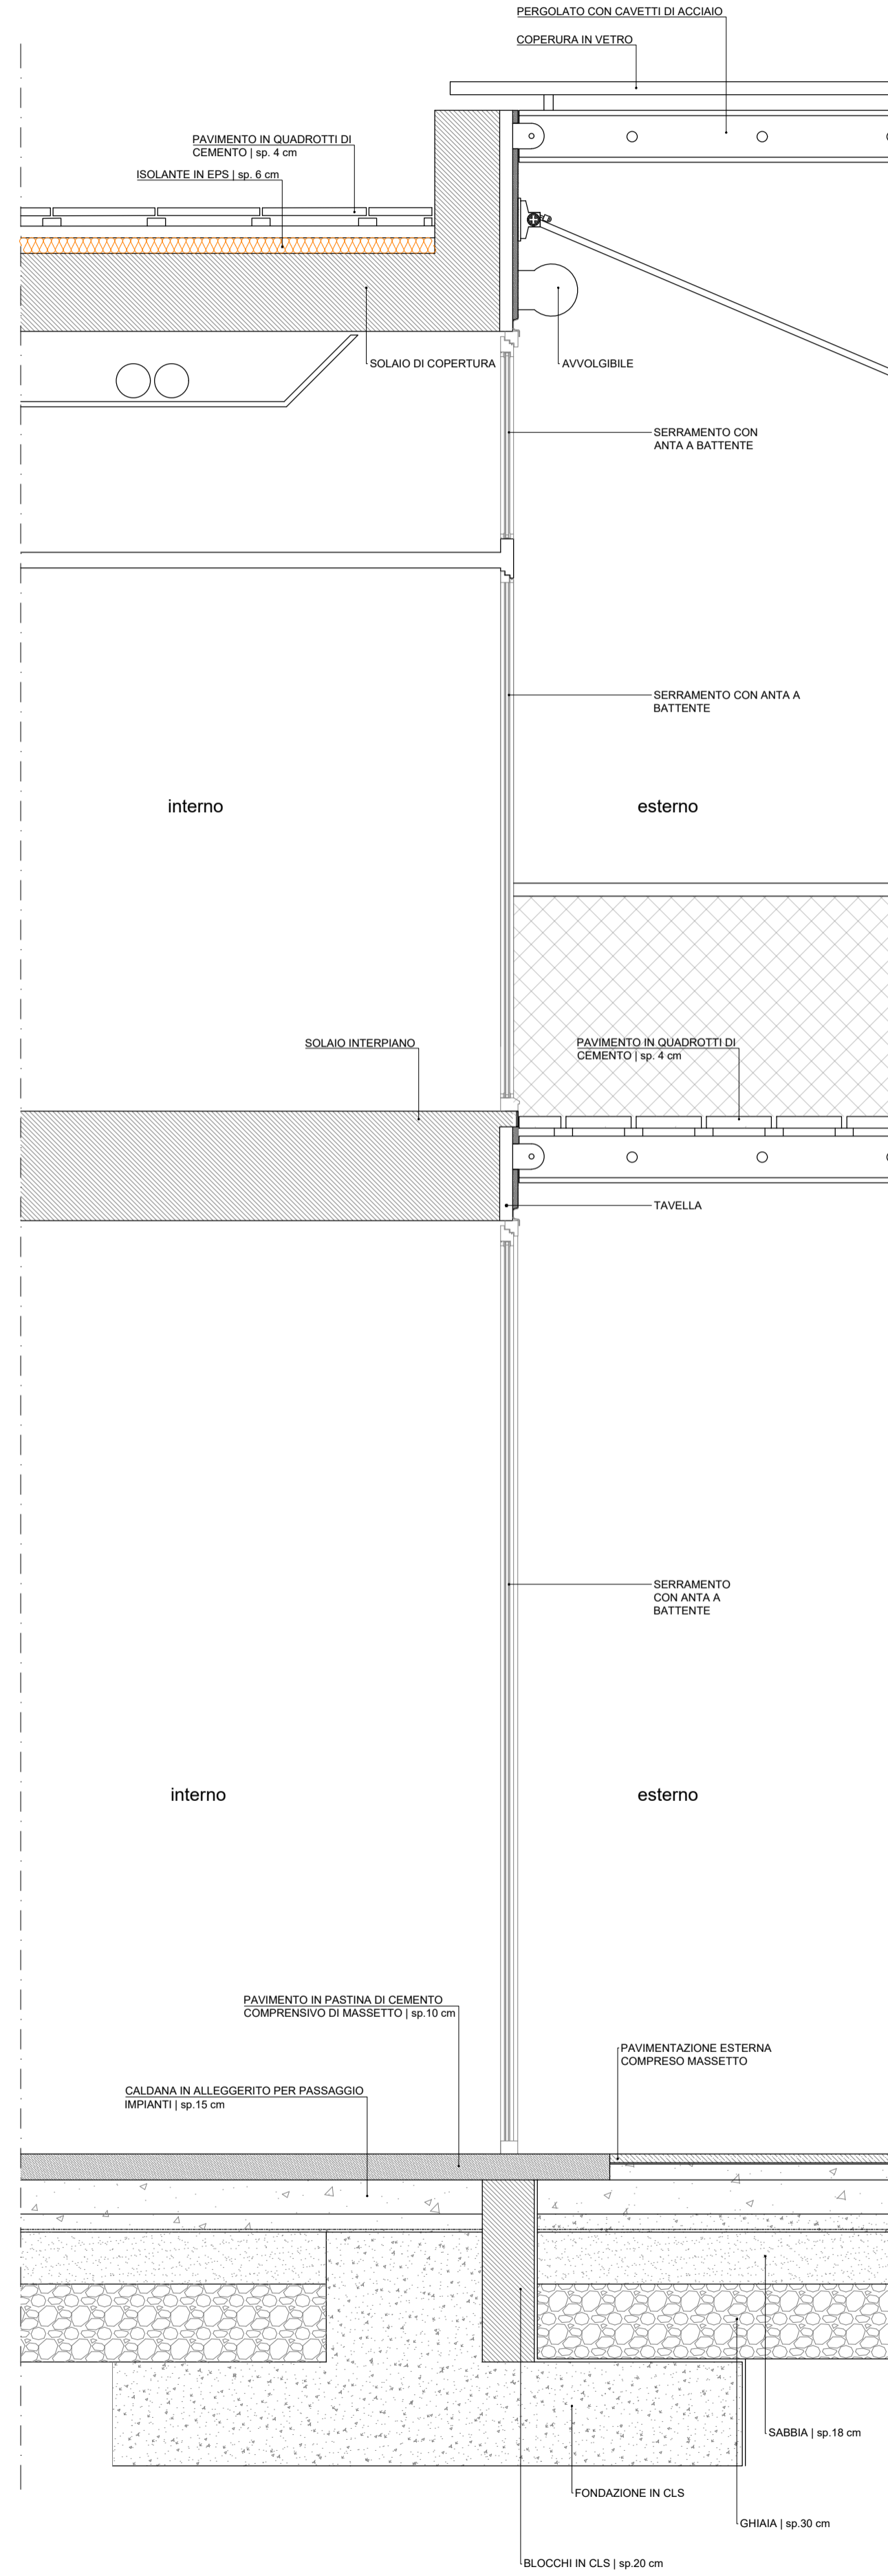 PERGOLATO CON CAVETTI DI ACCIAIO
COPERURA IN VETRO
PAVIMENTO IN QUADROTTI DI
CEMENTO | sp. 4 cm
ISOLANTE IN EPS | sp. 6 cm
SOLAIO DI COPERTURA
AVVOLGIBILE
SERRAMENTO CON
ANTA A BATTENTE
SERRAMENTO CON ANTA A
BATTENTE
interno
esterno
SOLAIO INTERPIANO
PAVIMENTO IN QUADROTTI DI
CEMENTO | sp. 4 cm
TAVELLA
SERRAMENTO
CON ANTA A
BATTENTE
interno
esterno
PAVIMENTO IN PASTINA DI CEMENTO
COMPRENSIVO DI MASSETTO | sp.10 cm
PAVIMENTAZIONE ESTERNA
COMPRESO MASSETTO
CALDANA IN ALLEGGERITO PER PASSAGGIO
IMPIANTI | sp.15 cm
SABBIA | sp.18 cm
FONDAZIONE IN CLS
GHIAIA | sp.30 cm
BLOCCHI IN CLS | sp.20 cm